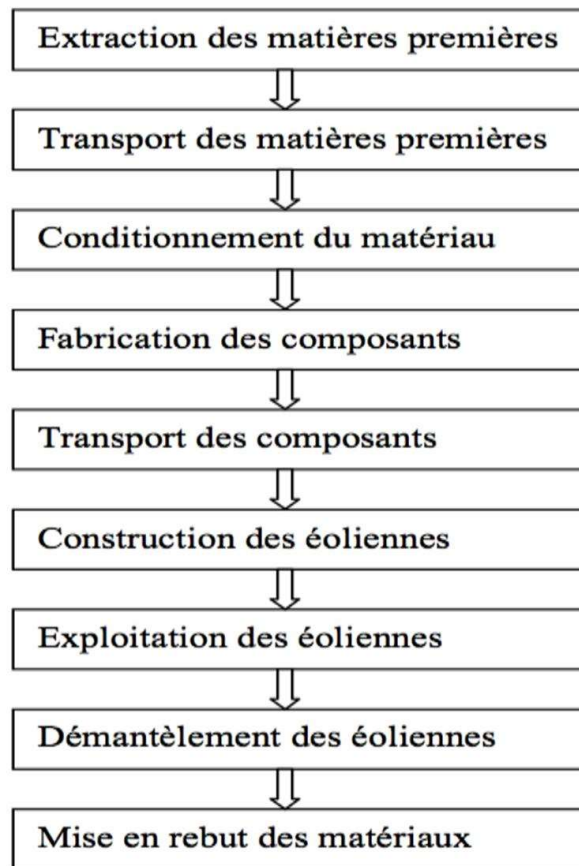 Extraction des matières premières
Transport des matières premières
Conditionnement du matériau
Fabrication des composants
Transport des composants
Construction des éoliennes
Exploitation des éoliennes
Démantèlement des éoliennes
Mise en rebut des matériaux